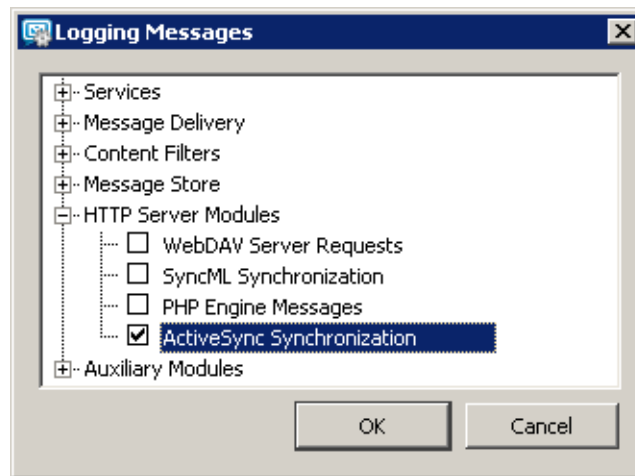 Logging Messages
Services
Message Delivery
Content Filters
Message Store
HTTP Server Modules
WebDAV Server Requests
SyncML Synchronization
PHP Engine Messages
ActiveSync Synchronization
Auxiliary Modules
OK Cancel